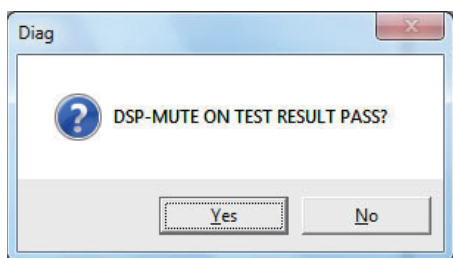 Diag
DSP-MUTE ON TEST RESULT PASS?
Yes
No